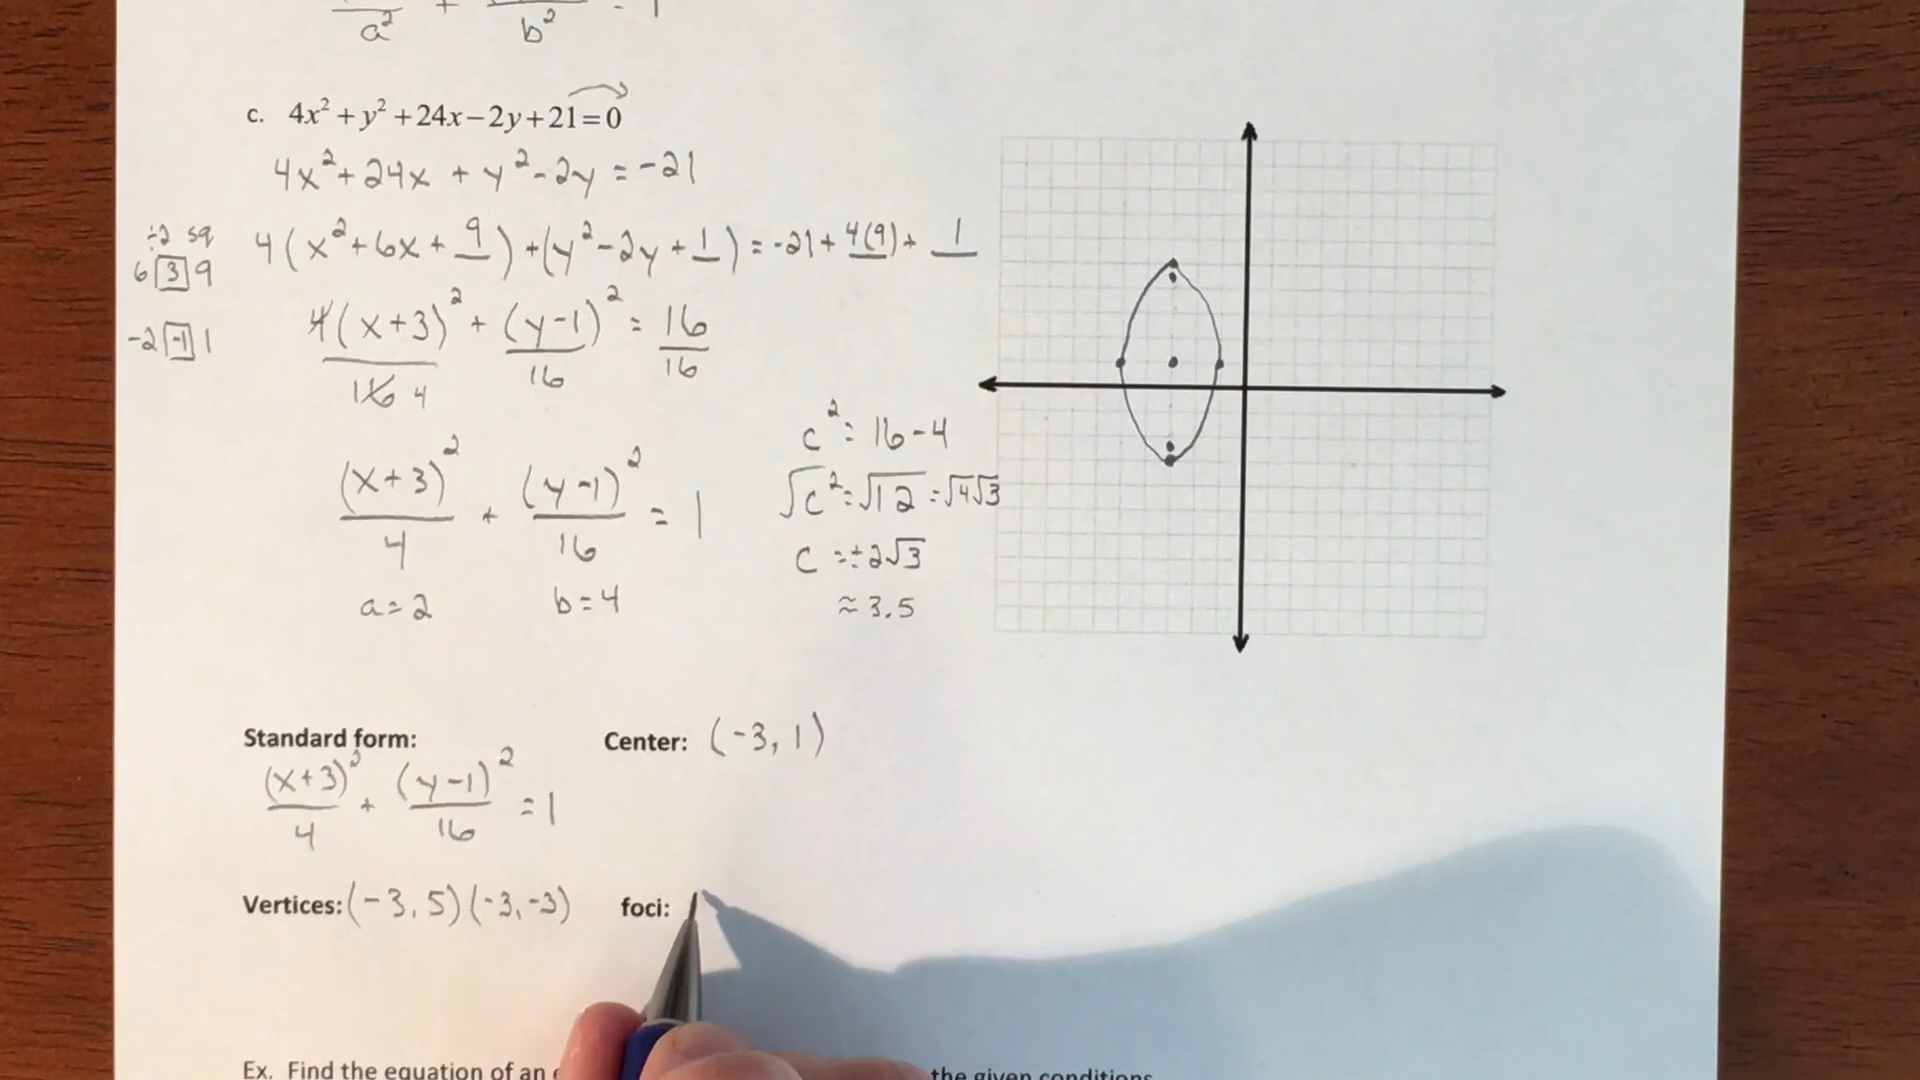 a² + b² = 1
c. 4x² + y² + 24x − 2y + 21 = 0
4x² + 24x + y² - 2y = -21
÷2 sq
6 3 9
4(x² + 6x + 9) + (y² - 2y + 1) = -21 + 4(9) + 1
-2 -1 1
4(x+3)² + (y-1)² = 16
16 4 16 16
(x+3)² / 4 + (y-1)² / 16 = 1
a = 2 b = 4
c² = 16 - 4
√c² = √12 = √4√3
c = ±2√3
≈ 3.5
Standard form: Center: (-3, 1)
(x+3)² / 4 + (y-1)² / 16 = 1
Vertices: (-3, 5) (-3, -3) foci:
Ex. Find the equation of an the given conditions